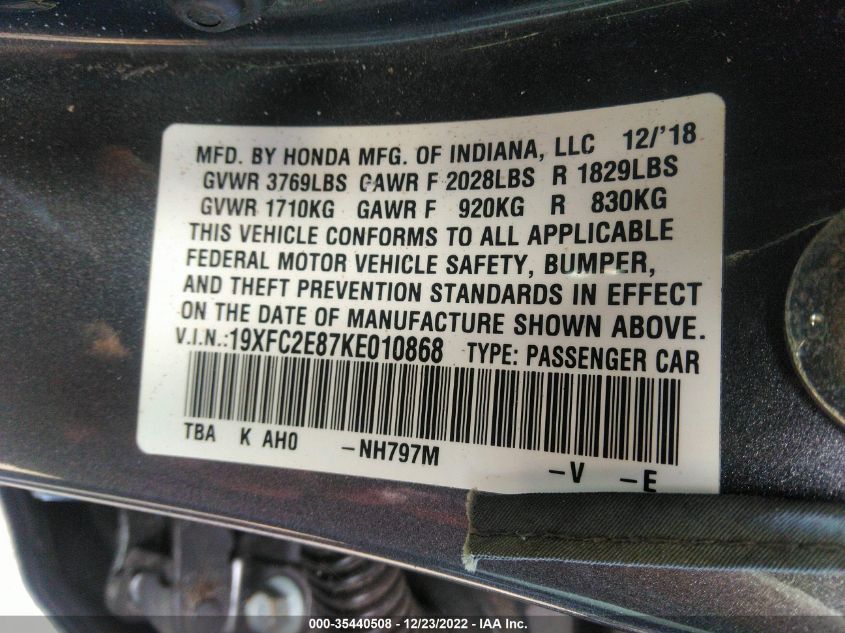 MFD. BY HONDA MFG. OF INDIANA, LLC 12/'18
GVWR 3769LBS GAWR F 2028LBS R 1829LBS
GVWR 1710KG GAWR F 920KG R 830KG
THIS VEHICLE CONFORMS TO ALL APPLICABLE
FEDERAL MOTOR VEHICLE SAFETY, BUMPER,
AND THEFT PREVENTION STANDARDS IN EFFECT
ON THE DATE OF MANUFACTURE SHOWN ABOVE.
V.I.N.:19XFC2E87KE010868 TYPE: PASSENGER CAR
TBA K AH0 -NH797M -V -E
000-35440508 - 12/23/2022 - IAA Inc.